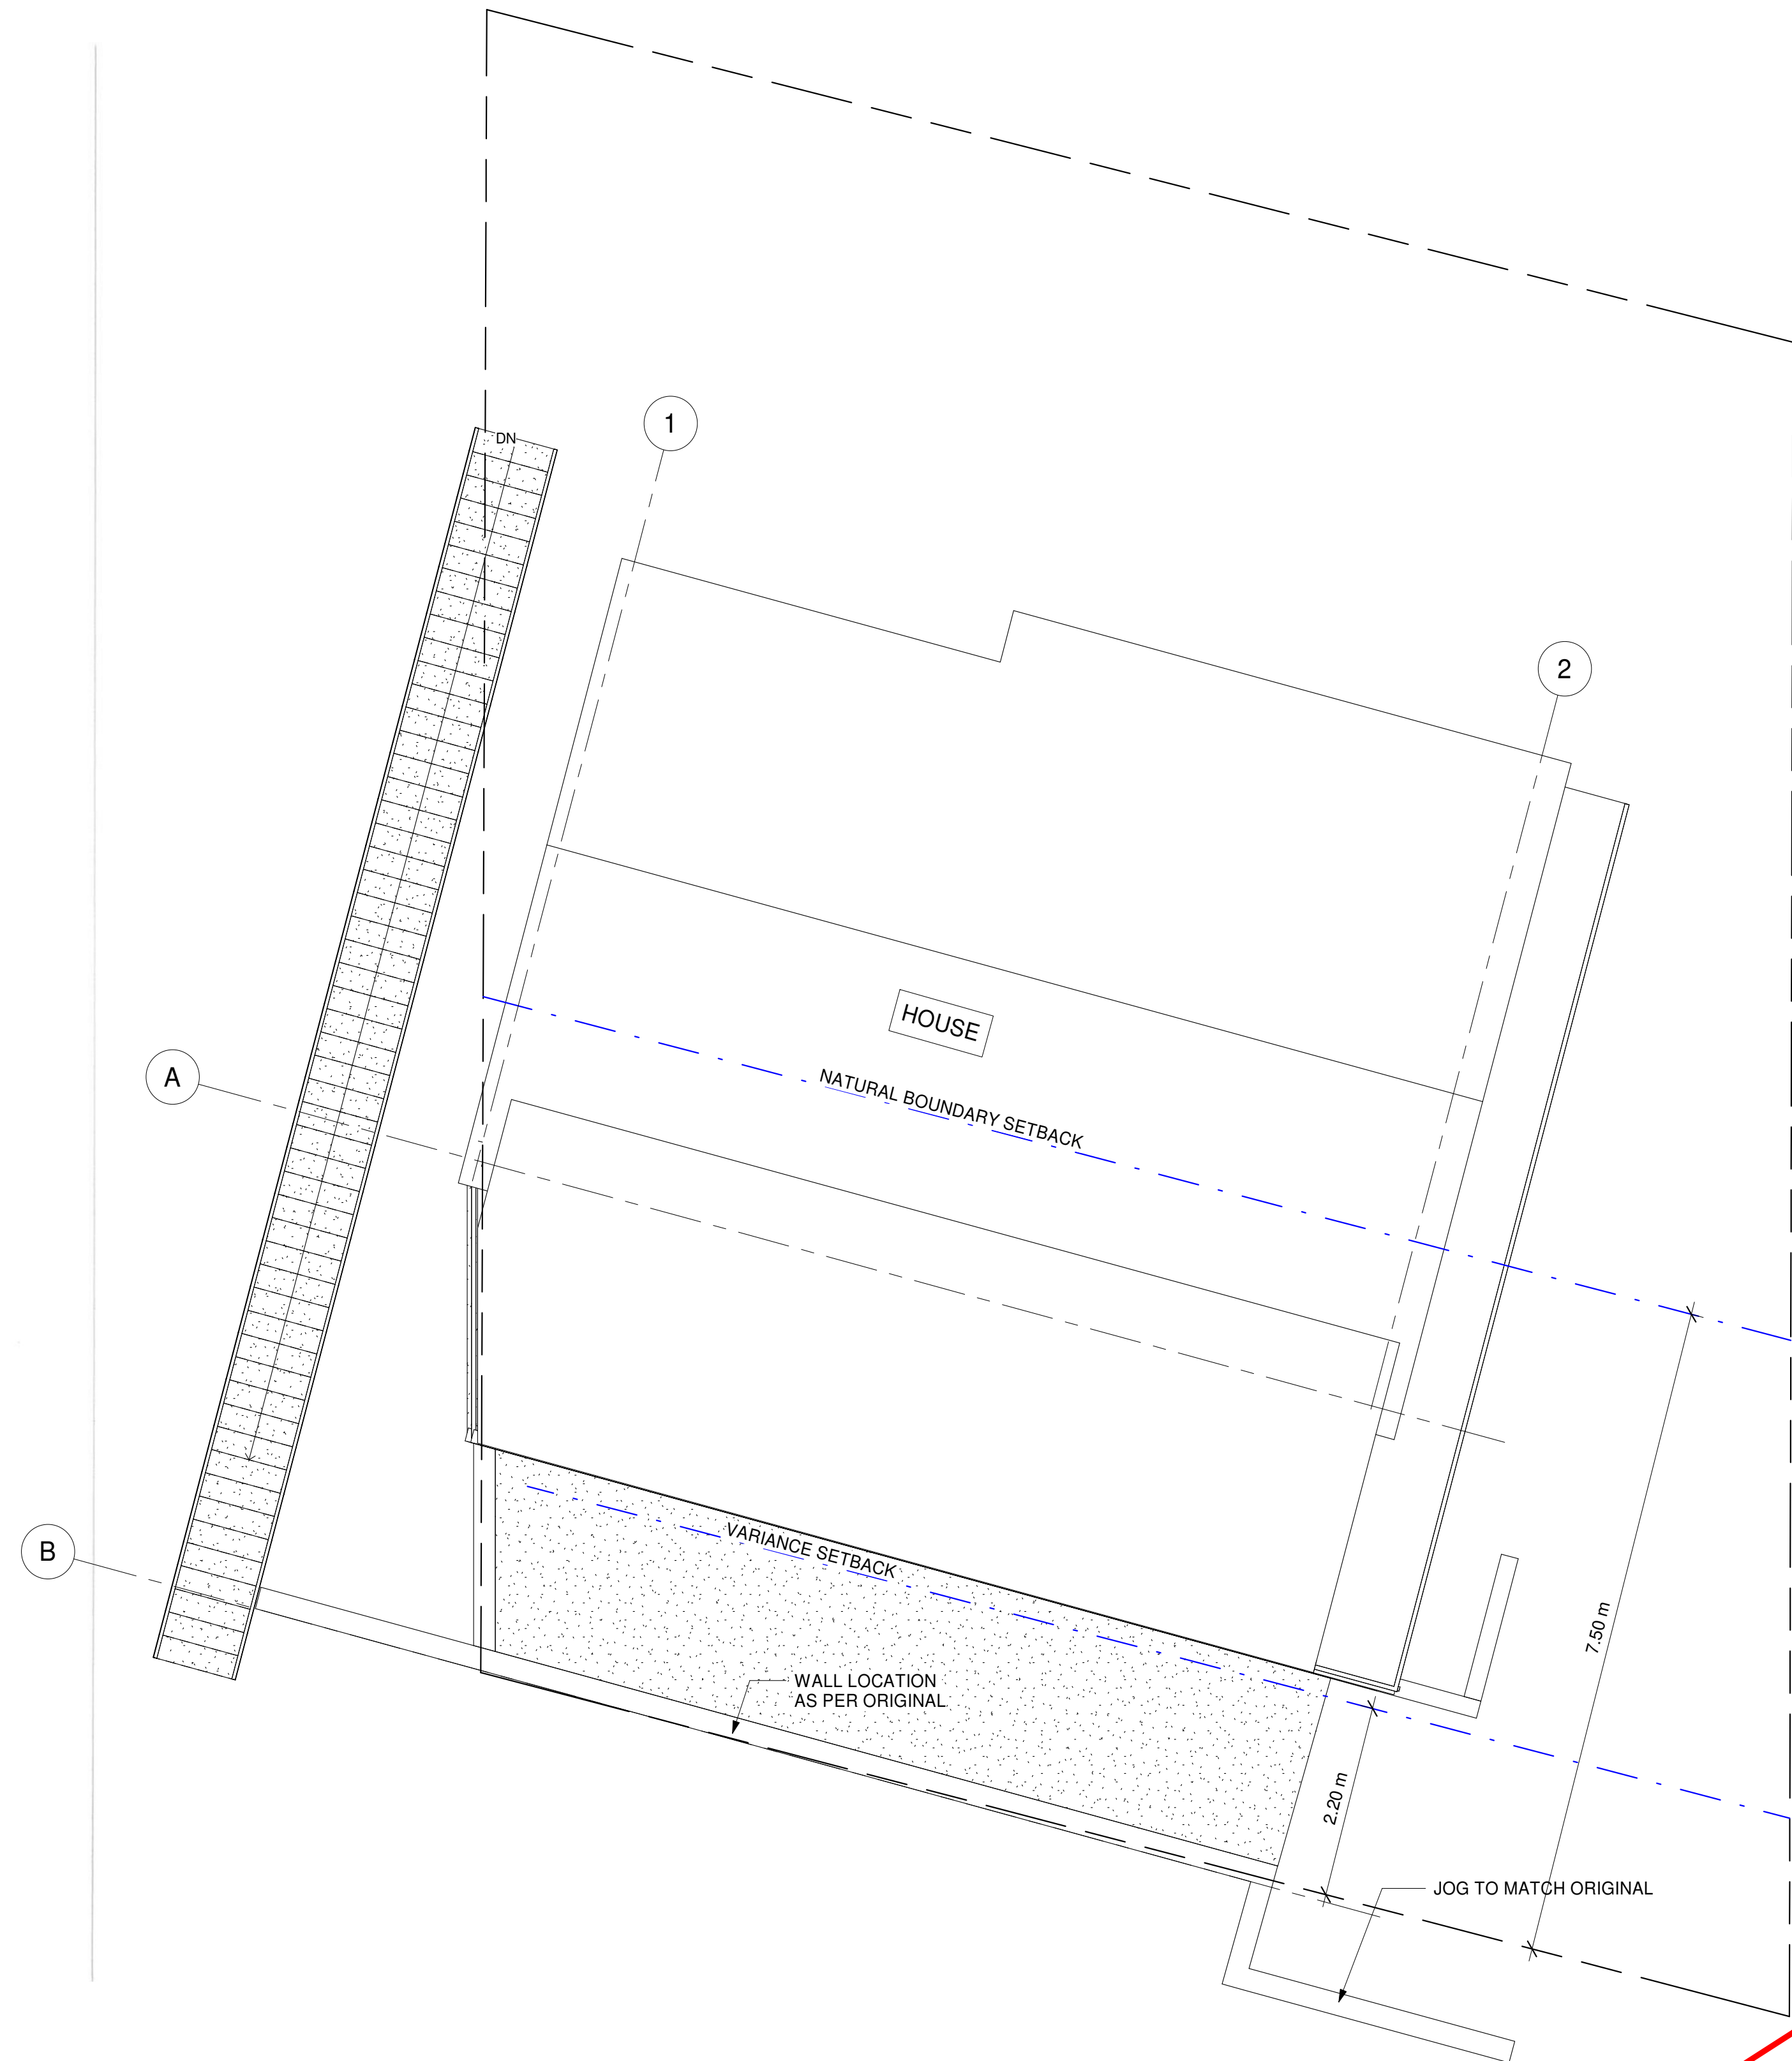 DN
1
2
HOUSE
NATURAL BOUNDARY SETBACK
A
B
VARIANCE SETBACK
7.50 m
WALL LOCATION
AS PER ORIGINAL
2.20 m
JOG TO MATCH ORIGINAL